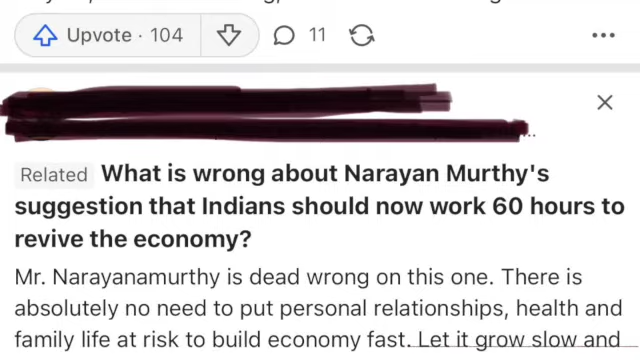 Upvote · 104 11
Related What is wrong about Narayan Murthy's
suggestion that Indians should now work 60 hours to
revive the economy?
Mr. Narayanamurthy is dead wrong on this one. There is
absolutely no need to put personal relationships, health and
family life at risk to build economy fast. Let it grow slow and